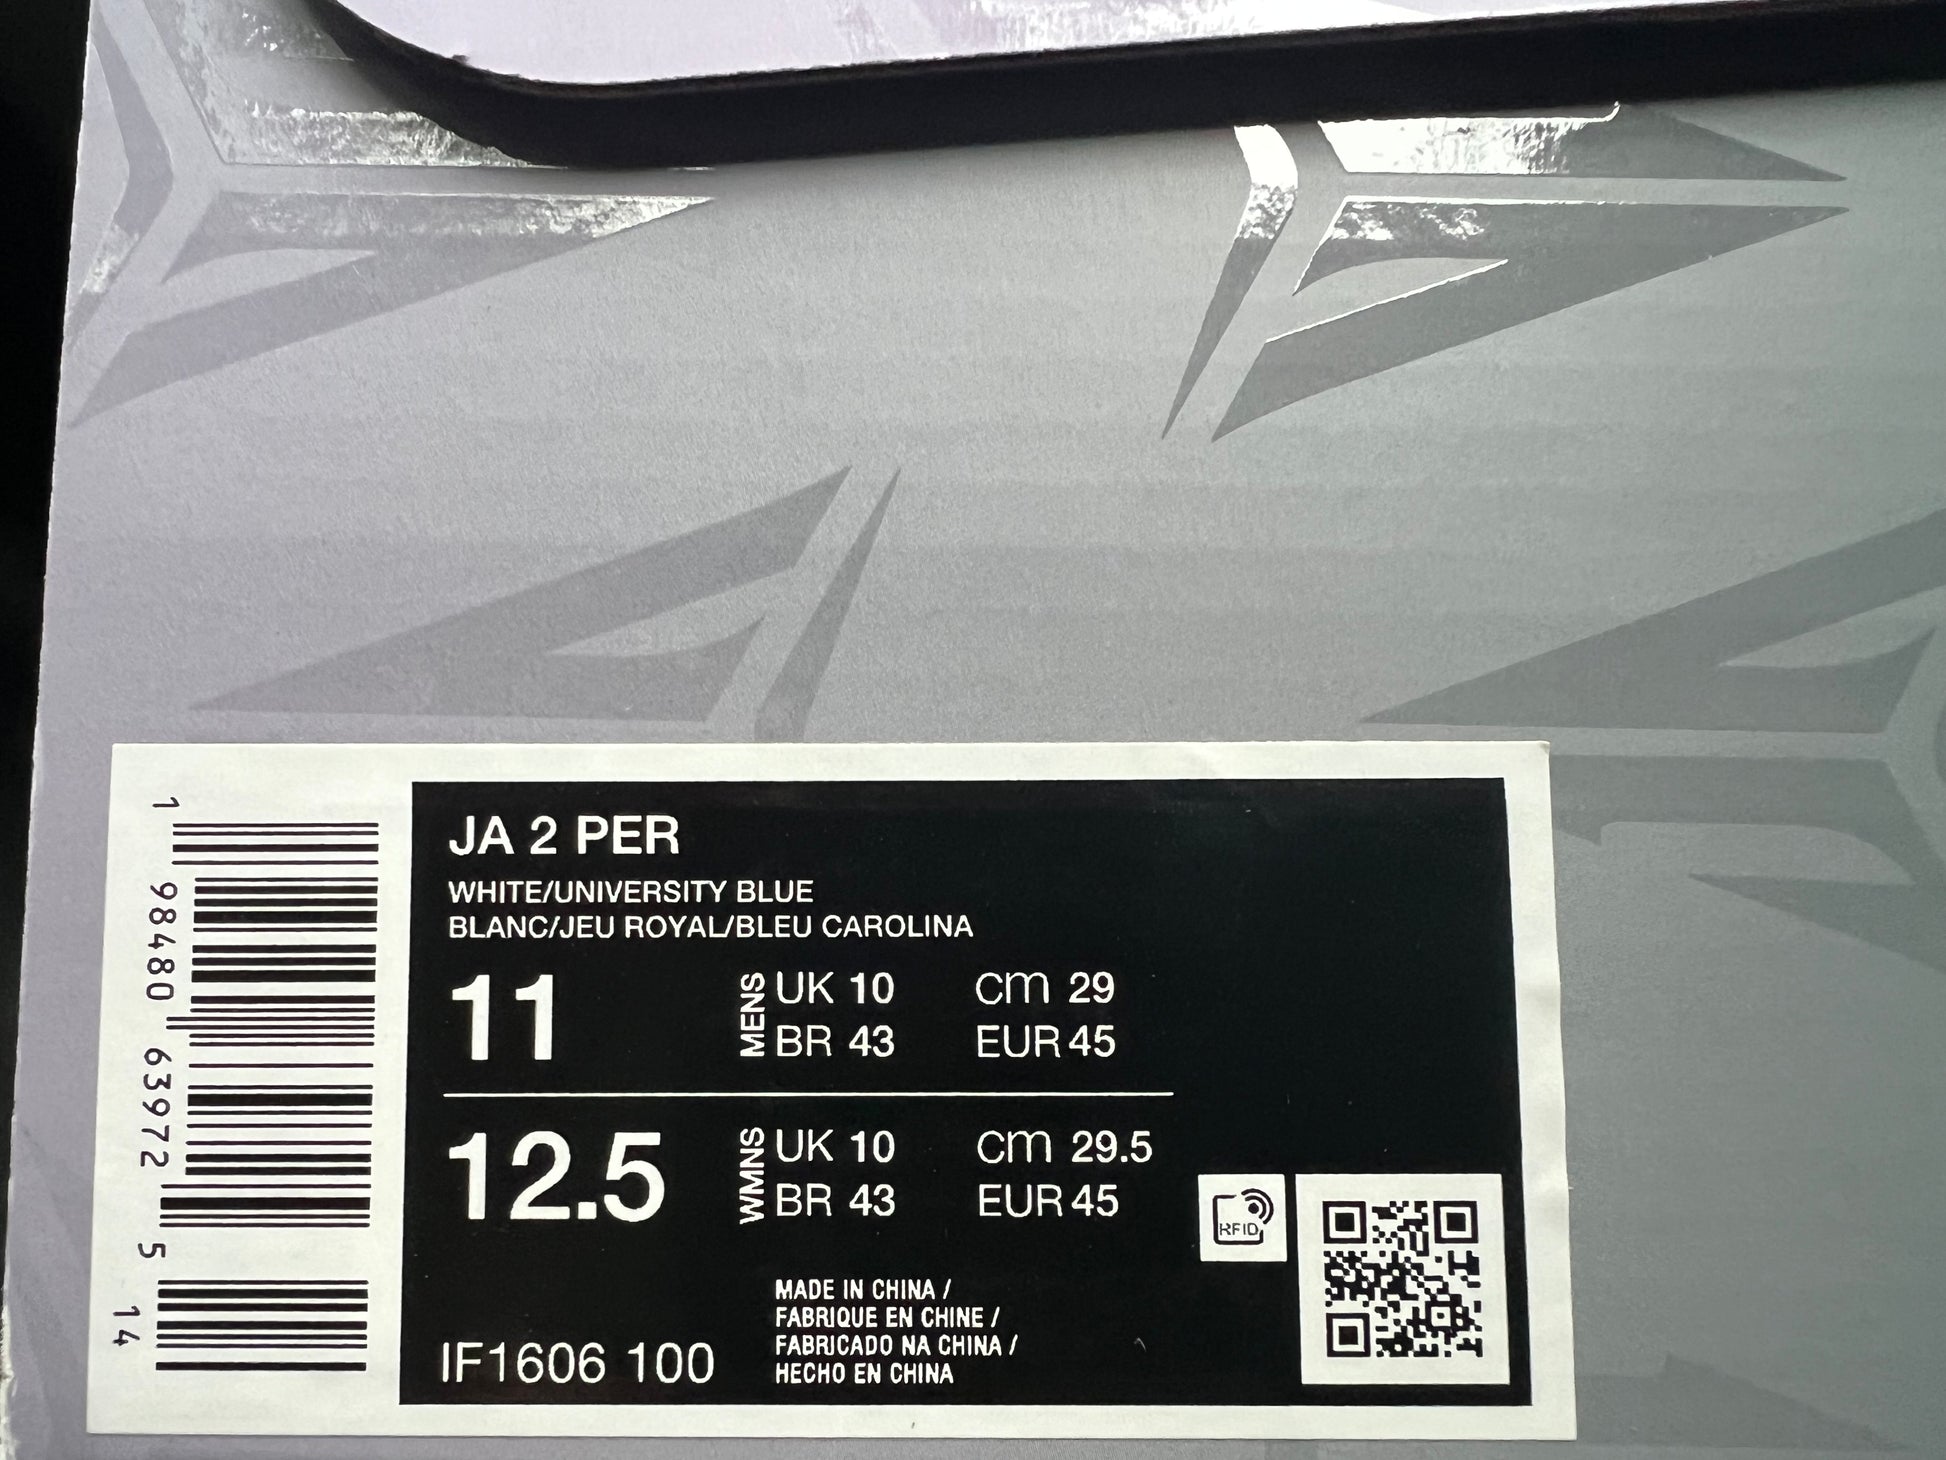 JA 2 PER
WHITE/UNIVERSITY BLUE
BLANC/JEU ROYAL/BLEU CAROLINA
11
MENS
UK 10
cm 29
BR 43
EUR 45
12.5
WMNS
UK 10
cm 29.5
BR 43
EUR 45
RFID
MADE IN CHINA /
FABRIQUE EN CHINE /
FABRICADO NA CHINA /
HECHO EN CHINA
IF1606 100
1 98480 63972 5 14